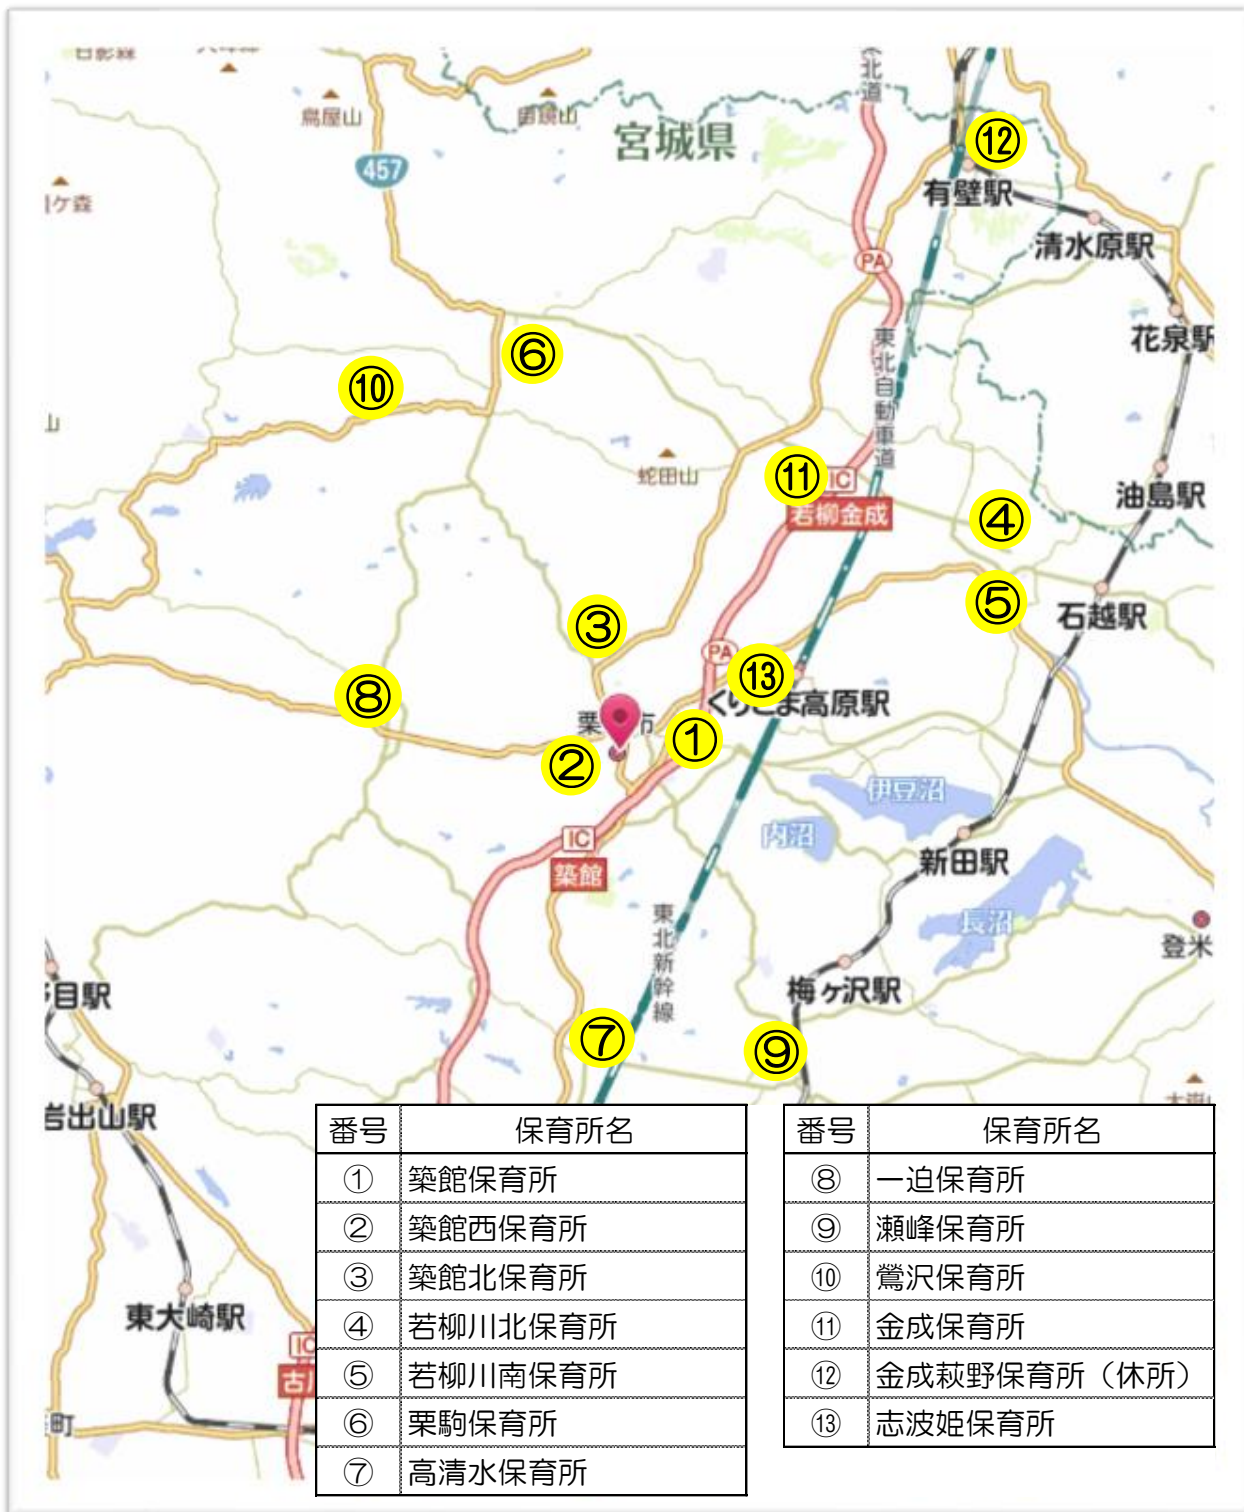 鳥屋山
宮城県
東北道
457
⑫
有壁駅
清水原駅
PA
花泉駅
東北自動車道
⑥
⑩
蛇田山
⑪
IC
若柳金成
油島駅
④
⑤
石越駅
③
PA
⑬
⑧
くりこま高原駅
①
②
伊豆沼
内沼
IC
築館
新田駅
長沼
東北新幹線
登米
梅ヶ沢駅
⑦
⑨
岩出山駅
東大崎駅
IC
町
番号 保育所名
① 築館保育所
② 築館西保育所
③ 築館北保育所
④ 若柳川北保育所
⑤ 若柳川南保育所
⑥ 栗駒保育所
⑦ 高清水保育所
番号 保育所名
⑧ 一迫保育所
⑨ 瀬峰保育所
⑩ 鶯沢保育所
⑪ 金成保育所
⑫ 金成萩野保育所（休所）
⑬ 志波姫保育所